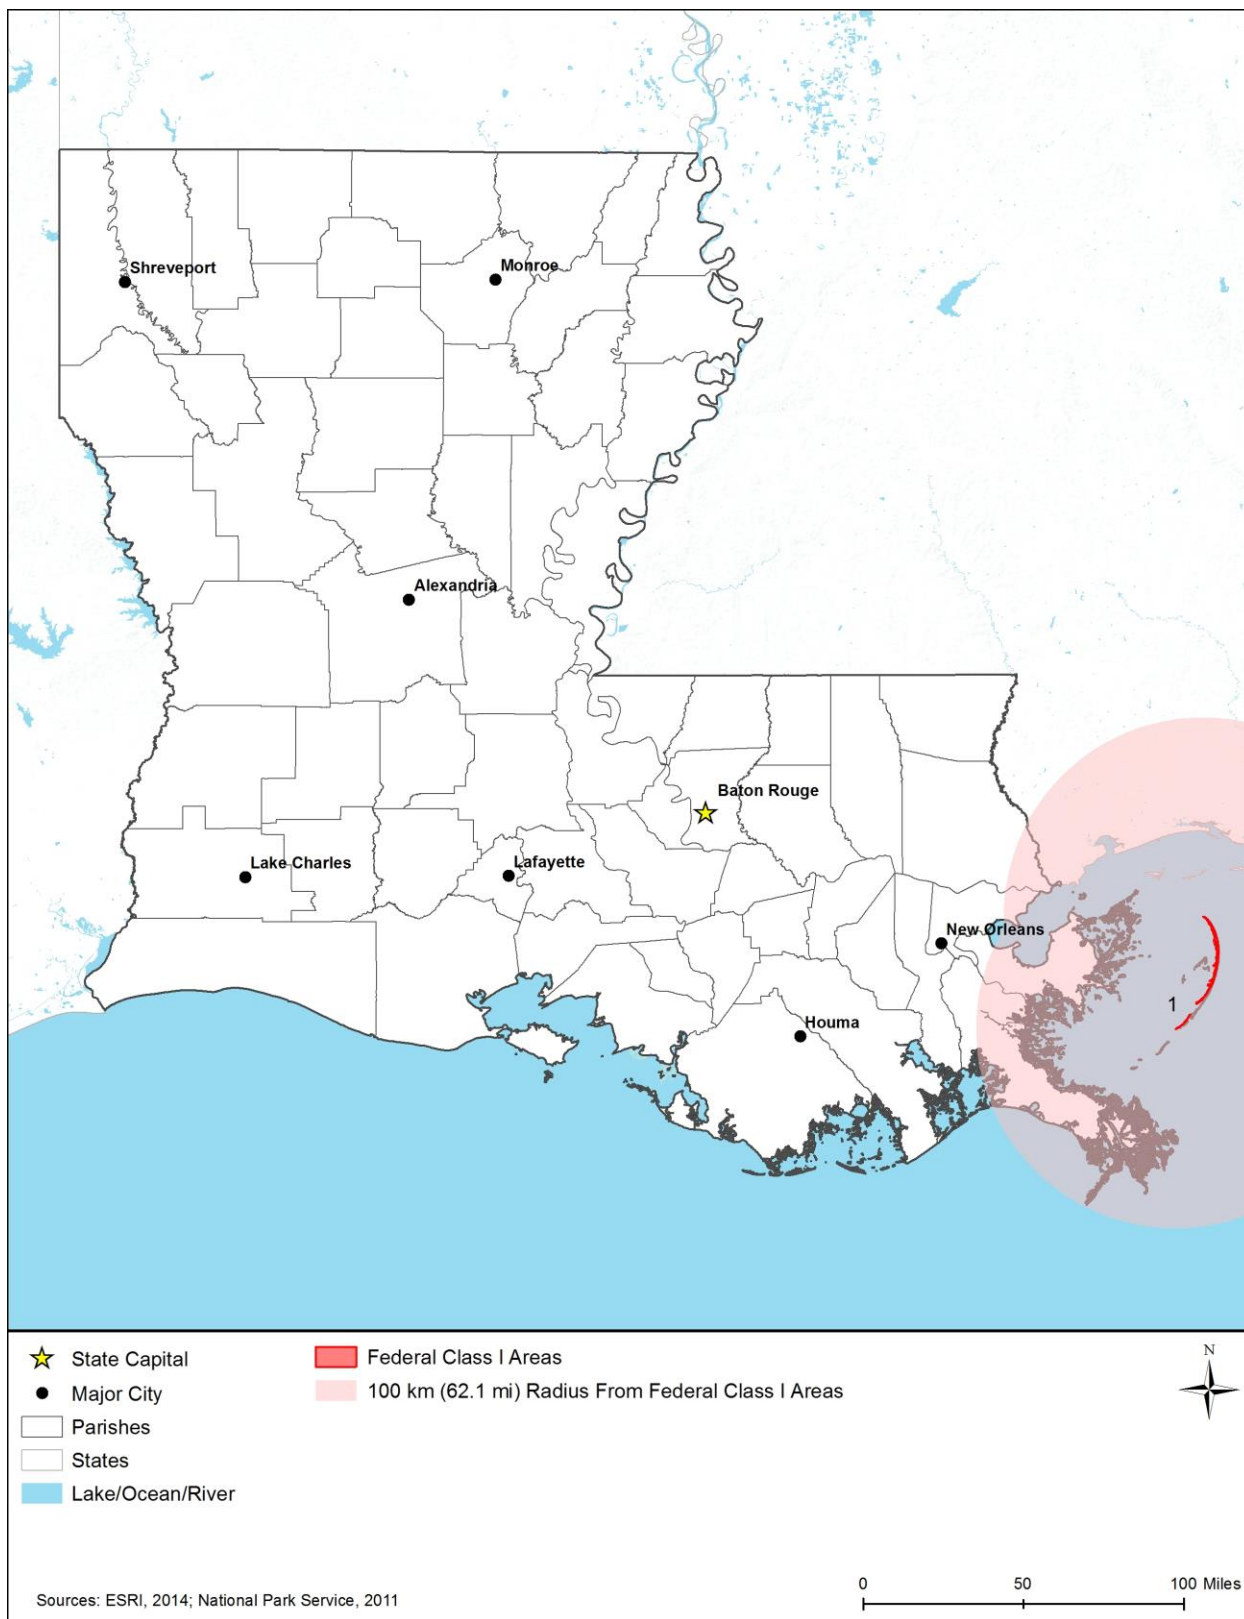 Shreveport
Monroe
Alexandria
Baton Rouge
Lake Charles
Lafayette
New Orleans
1
Houma
State Capital
Major City
Parishes
States
Lake/Ocean/River
Federal Class I Areas
100 km (62.1 mi) Radius From Federal Class I Areas
N
Sources: ESRI, 2014; National Park Service, 2011
0 50 100 Miles